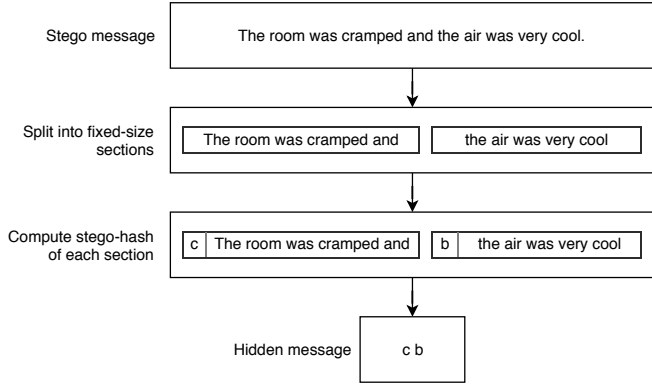 Stego message
The room was cramped and the air was very cool.
Split into fixed-size
sections
The room was cramped and
the air was very cool
Compute stego-hash
of each section
c The room was cramped and
b the air was very cool
Hidden message
c b